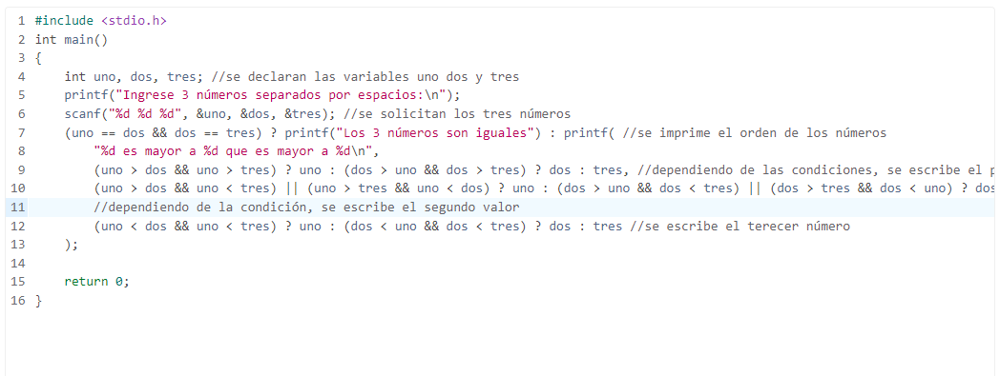 1 #include <stdio.h>
2 int main()
3 {
4 int uno, dos, tres; //se declaran las variables uno dos y tres
5 printf("Ingrese 3 números separados por espacios:\n");
6 scanf("%d %d %d", &uno, &dos, &tres); //se solicitan los tres números
7 (uno == dos && dos == tres) ? printf("Los 3 números son iguales") : printf( //se imprime el orden de los números
8 "%d es mayor a %d que es mayor a %d\n",
9 (uno > dos && uno > tres) ? uno : (dos > uno && dos > tres) ? dos : tres, //dependiendo de las condiciones, se escribe el
10 (uno > dos && uno < tres) || (uno > tres && uno < dos) ? uno : (dos > uno && dos < tres) || (dos > tres && dos < uno) ? dos
11 //dependiendo de la condición, se escribe el segundo valor
12 (uno < dos && uno < tres) ? uno : (dos < uno && dos < tres) ? dos : tres //se escribe el terecer número
13 );
14
15 return 0;
16 }